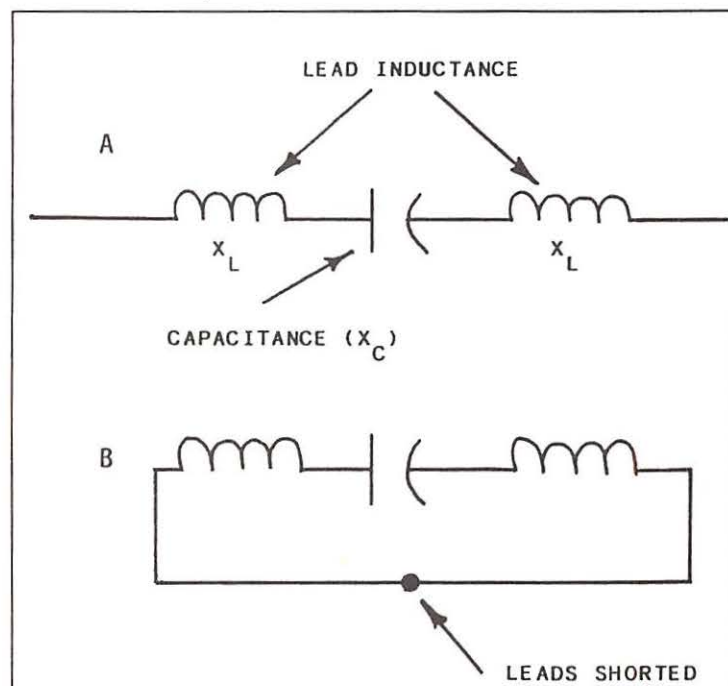 LEAD INDUCTANCE
A
X_L X_L
CAPACITANCE (X_C)
B
LEADS SHORTED